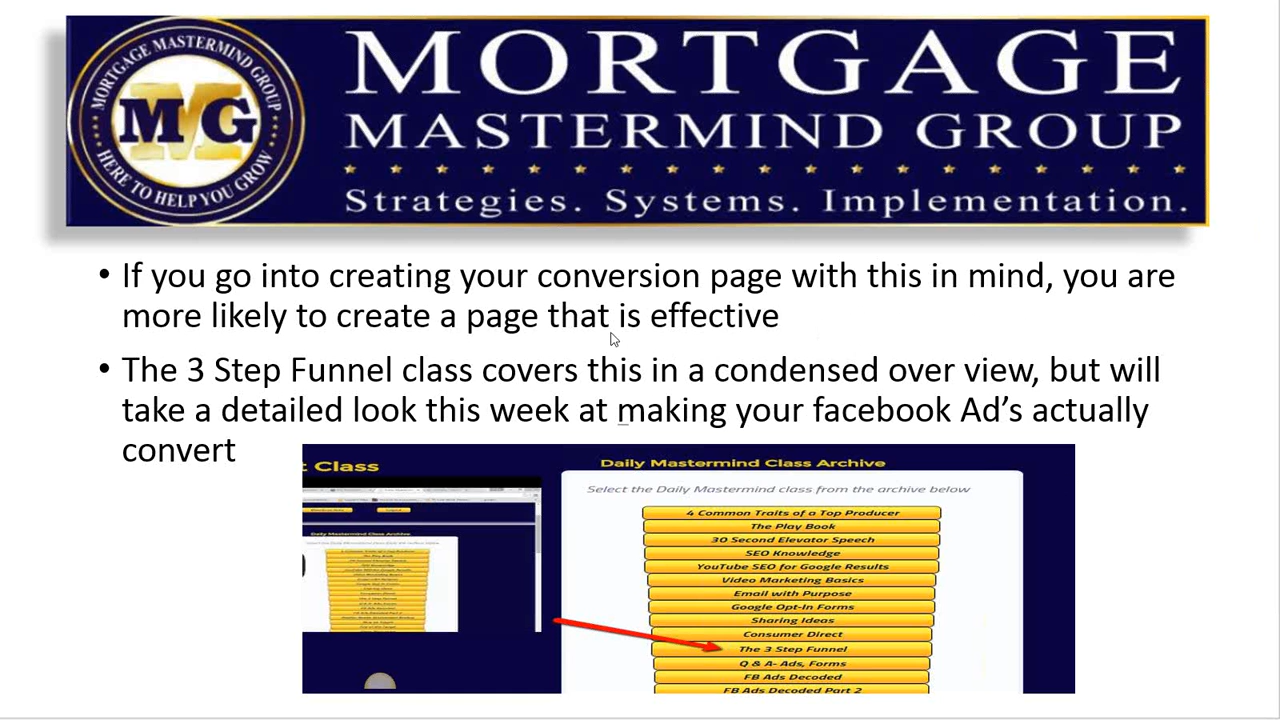 MORTGAGE MASTERMIND GROUP
MG
HERE TO HELP YOU GROW
MORTGAGE
MASTERMIND GROUP
Strategies. Systems. Implementation.
• If you go into creating your conversion page with this in mind, you are
more likely to create a page that is effective
• The 3 Step Funnel class covers this in a condensed over view, but will
take a detailed look this week at making your facebook Ad's actually
convert
t Class
Daily Mastermind Class Archive
Select the Daily Mastermind class from the archive below
4 Common Traits of a Top Producer
The Play Book
30 Second Elevator Speech
SEO Knowledge
YouTube SEO for Google Results
Video Marketing Basics
Email with Purpose
Google Opt-In Forms
Sharing Ideas
Consumer Direct
The 3 Step Funnel
Q & A- Ads, Forms
FB Ads Decoded
FB Ads Decoded Part 2
Daily Mastermind Class Archive